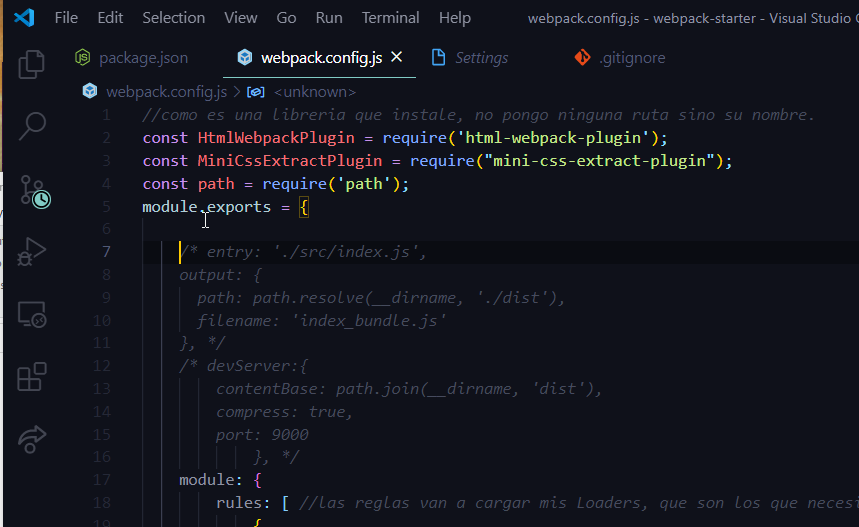 File Edit Selection View Go Run Terminal Help webpack.config.js - webpack-starter - Visual Studio
package.json webpack.config.js Settings .gitignore
webpack.config.js > <unknown>
1 //como es una libreria que instale, no pongo ninguna ruta sino su nombre.
2 const HtmlWebpackPlugin = require('html-webpack-plugin');
3 const MiniCssExtractPlugin = require("mini-css-extract-plugin");
4 const path = require('path');
5 module.exports = {
6
7 /* entry: './src/index.js',
8 output: {
9 path: path.resolve(__dirname, './dist'),
10 filename: 'index_bundle.js'
11 }, */
12 /* devServer:{
13 contentBase: path.join(__dirname, 'dist'),
14 compress: true,
15 port: 9000
16 }, */
17 module: {
18 rules: [ //las reglas van a cargar mis Loaders, que son los que
19 {